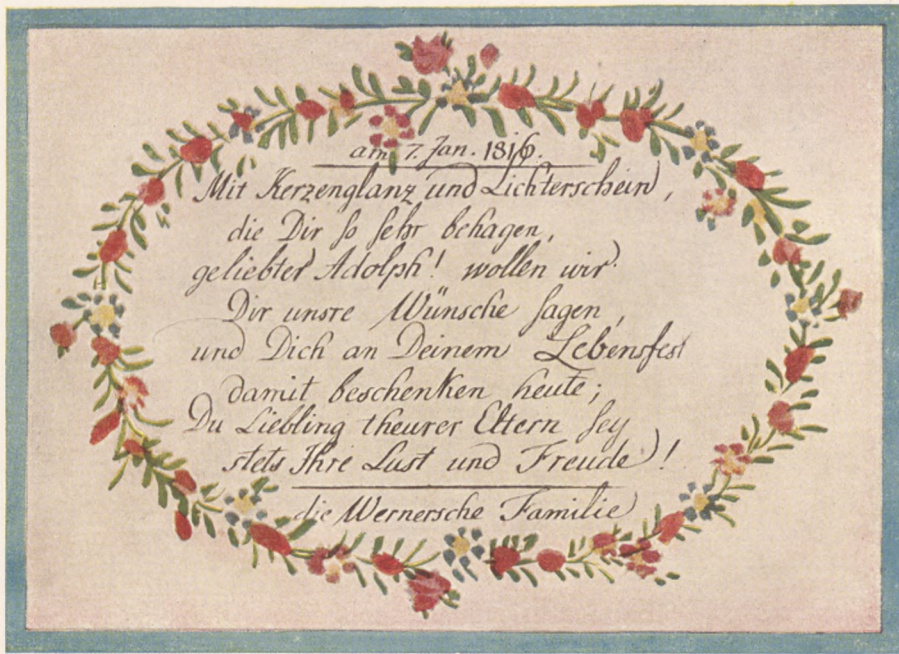 am 7. Jan. 1816.
Mit Kerzenglanz und Lichterschein,
die Dir so sehr behagen,
geliebter Adolph! wollen wir
Dir unsre Wünsche sagen,
und Dich an Deinem Lebensfest
damit beschenken heute;
Du Liebling theurer Eltern sey
stets Ihre Lust und Freude!
die Wernersche Familie